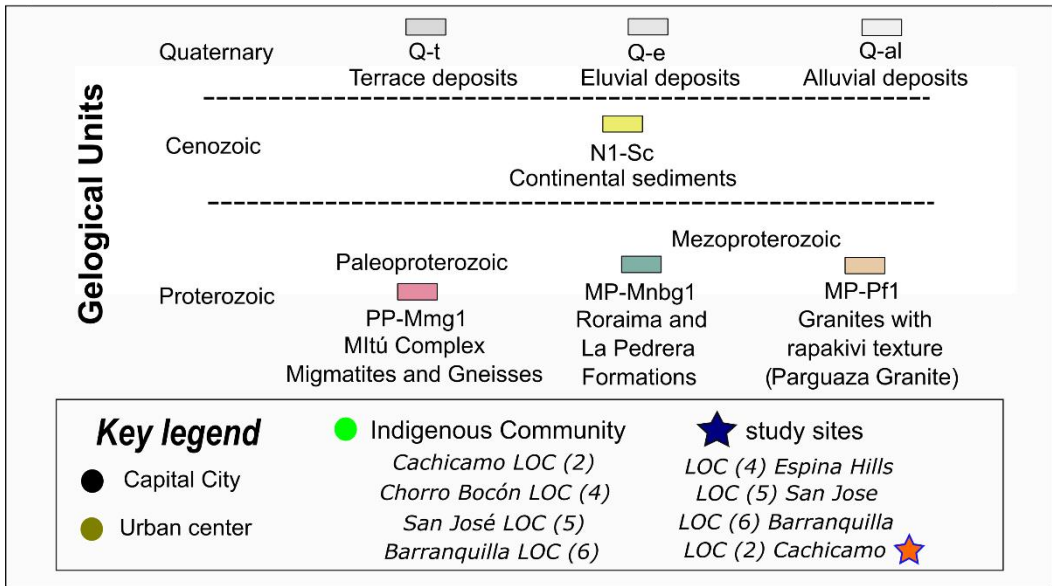 Gelogical Units
Quaternary
Q-t
Terrace deposits
Q-e
Eluvial deposits
Q-al
Alluvial deposits
Cenozoic
N1-Sc
Continental sediments
Proterozoic
Paleoproterozoic
PP-Mmg1
MItú Complex
Migmatites and Gneisses
Mezoproterozoic
MP-Mnbg1
Roraima and
La Pedrera
Formations
MP-Pf1
Granites with
rapakivi texture
(Parguaza Granite)
Key legend
Capital City
Urban center
Indigenous Community
Cachicamo LOC (2)
Chorro Bocón LOC (4)
San José LOC (5)
Barranquilla LOC (6)
study sites
LOC (4) Espina Hills
LOC (5) San Jose
LOC (6) Barranquilla
LOC (2) Cachicamo